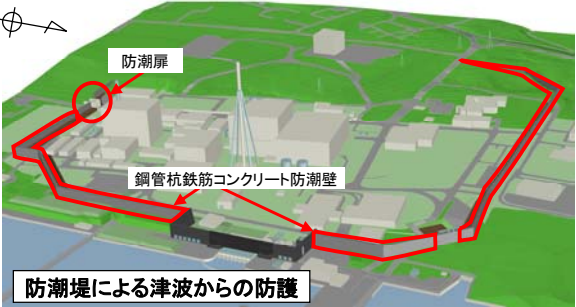 防潮扉
鋼管杭鉄筋コンクリート防潮壁
防潮堤による津波からの防護